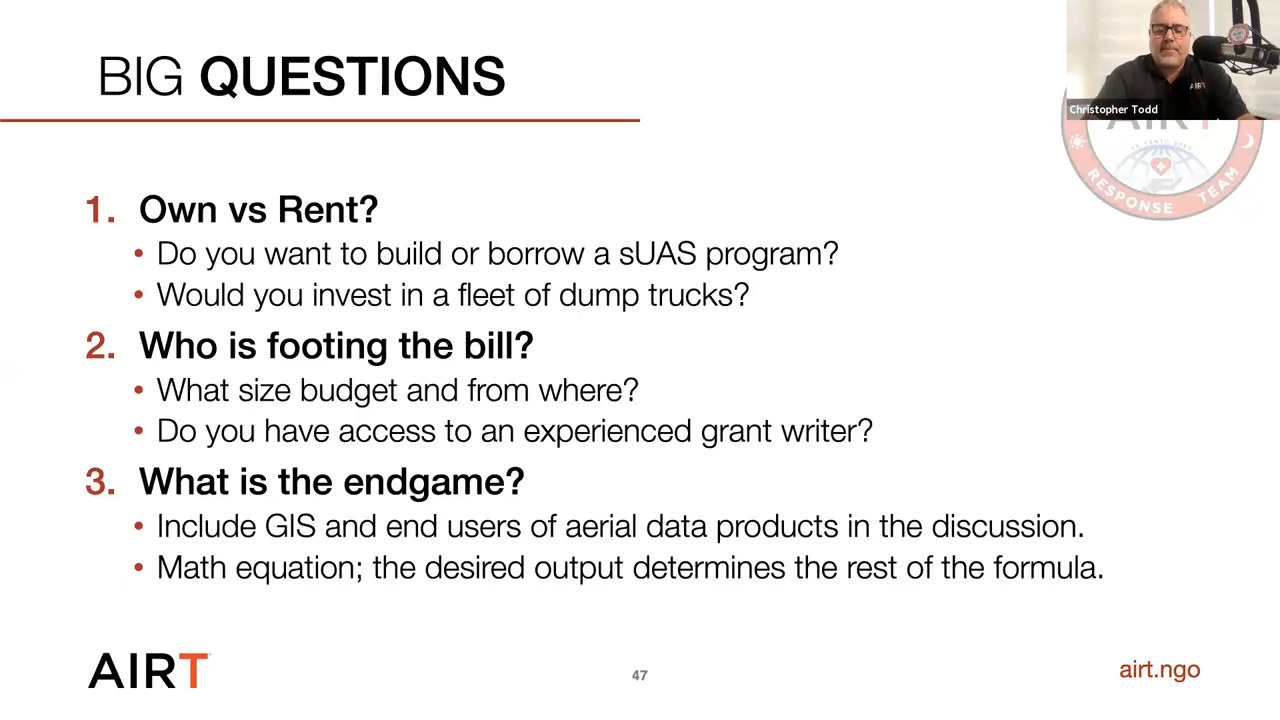 BIG QUESTIONS
Christopher Todd
AIRT
RESPONSE TEAM
1. Own vs Rent?
• Do you want to build or borrow a sUAS program?
• Would you invest in a fleet of dump trucks?
2. Who is footing the bill?
• What size budget and from where?
• Do you have access to an experienced grant writer?
3. What is the endgame?
• Include GIS and end users of aerial data products in the discussion.
• Math equation; the desired output determines the rest of the formula.
AIRT
47
airt.ngo